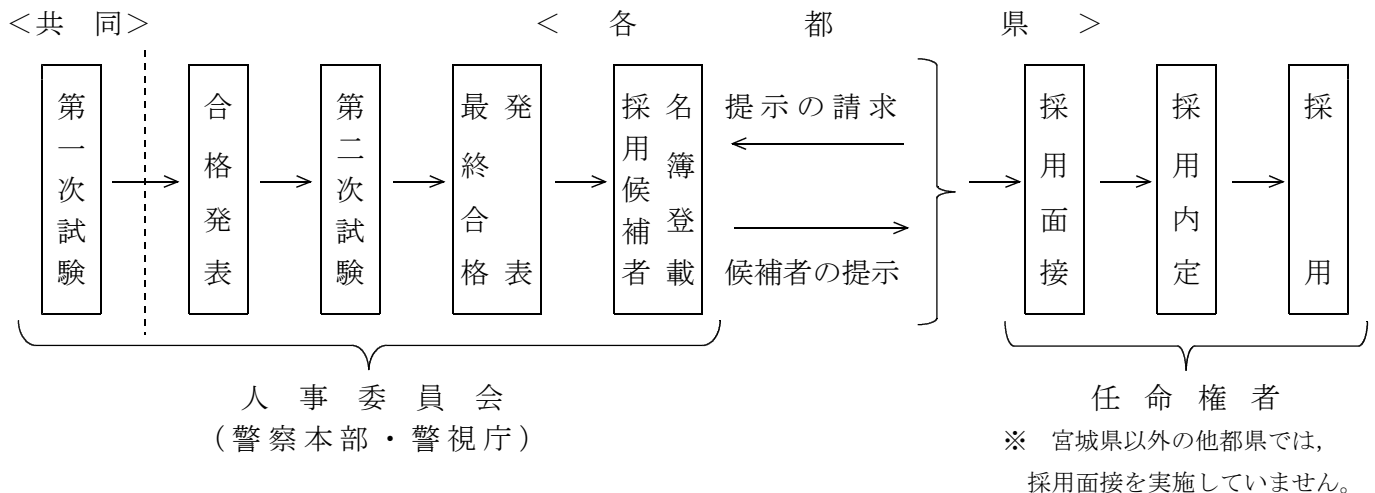 ＜共　同＞
＜　各　都　県　＞
第一次試験
合格発表
第二次試験
最終合格
発表
採用候補者
名簿登載
提示の請求
候補者の提示
採用面接
採用内定
採用
人事委員会
（警察本部・警視庁）
任命権者
※　宮城県以外の他都県では，
採用面接を実施していません。